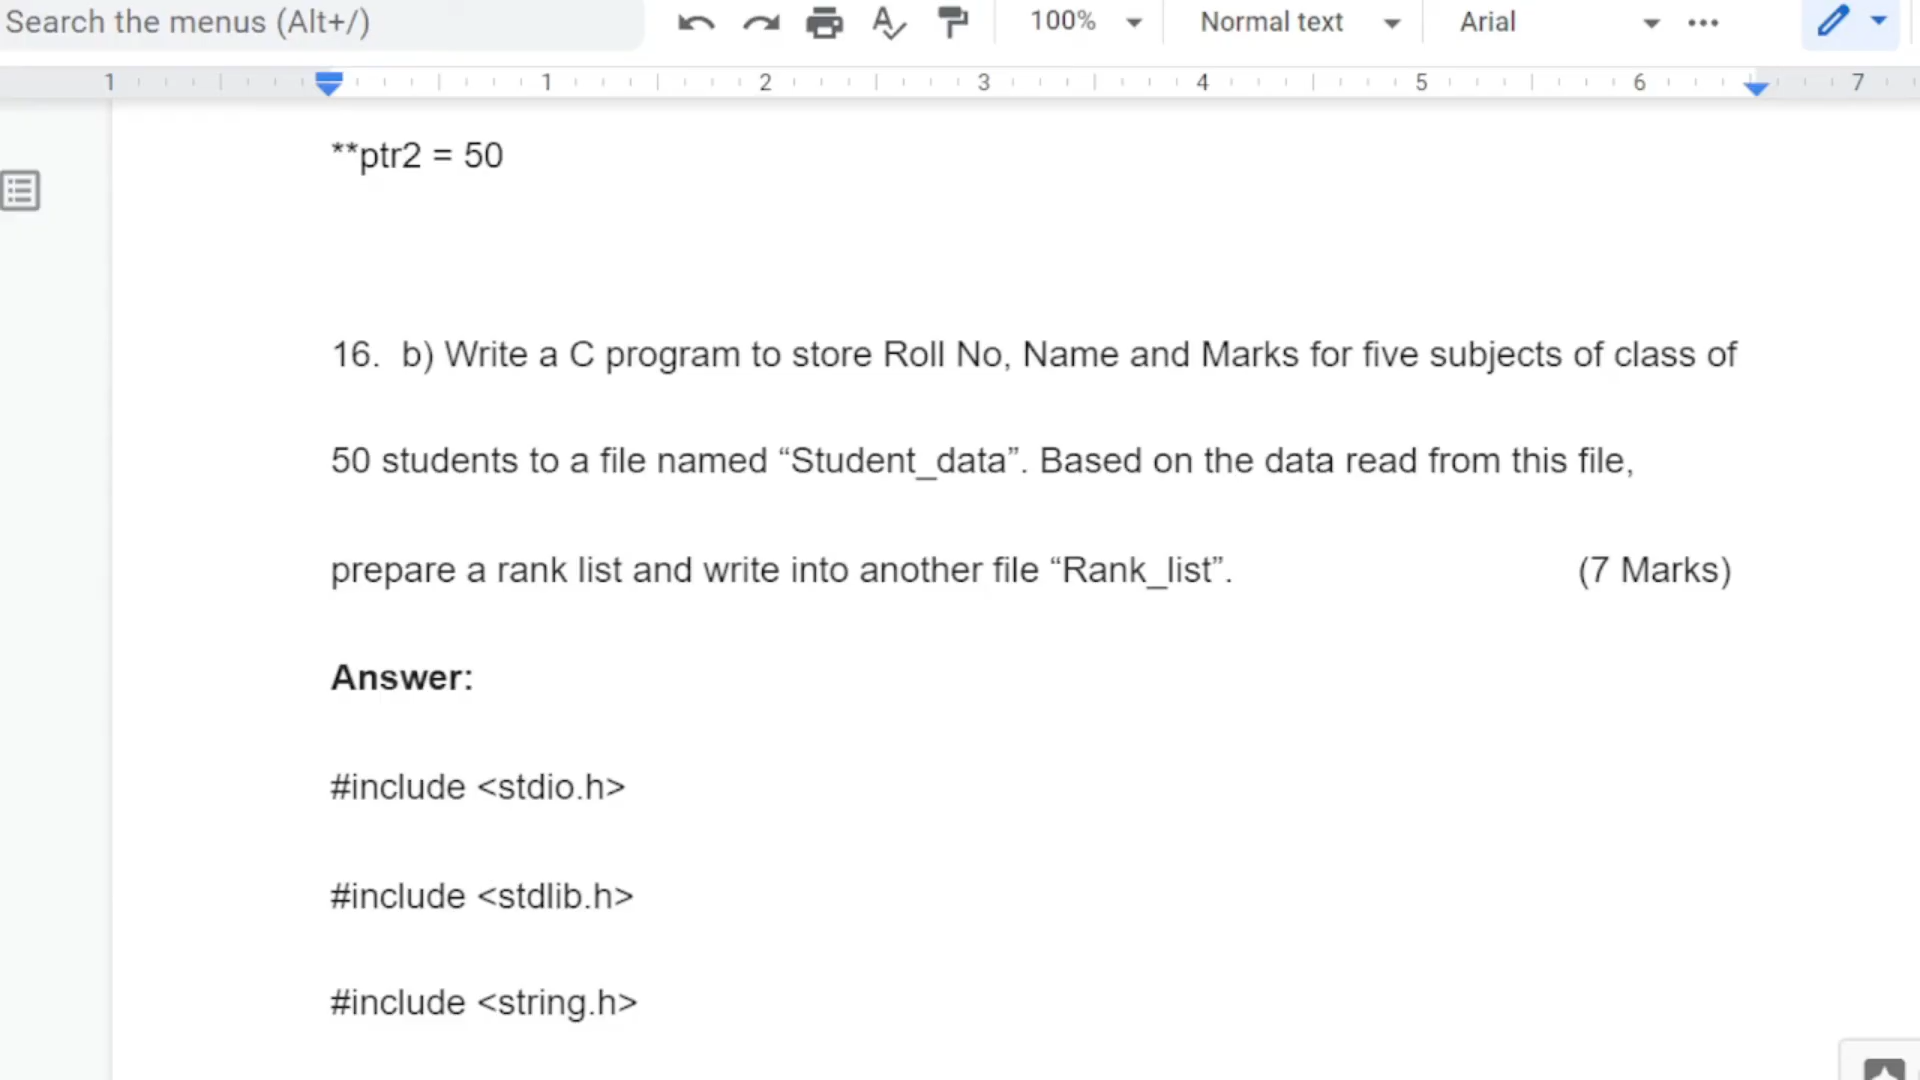 Search the menus (Alt+/)
100%
Normal text
Arial
1 1 2 3 4 5 6 7
**ptr2 = 50
16. b) Write a C program to store Roll No, Name and Marks for five subjects of class of
50 students to a file named “Student_data”. Based on the data read from this file,
prepare a rank list and write into another file “Rank_list”. (7 Marks)
Answer:
#include <stdio.h>
#include <stdlib.h>
#include <string.h>